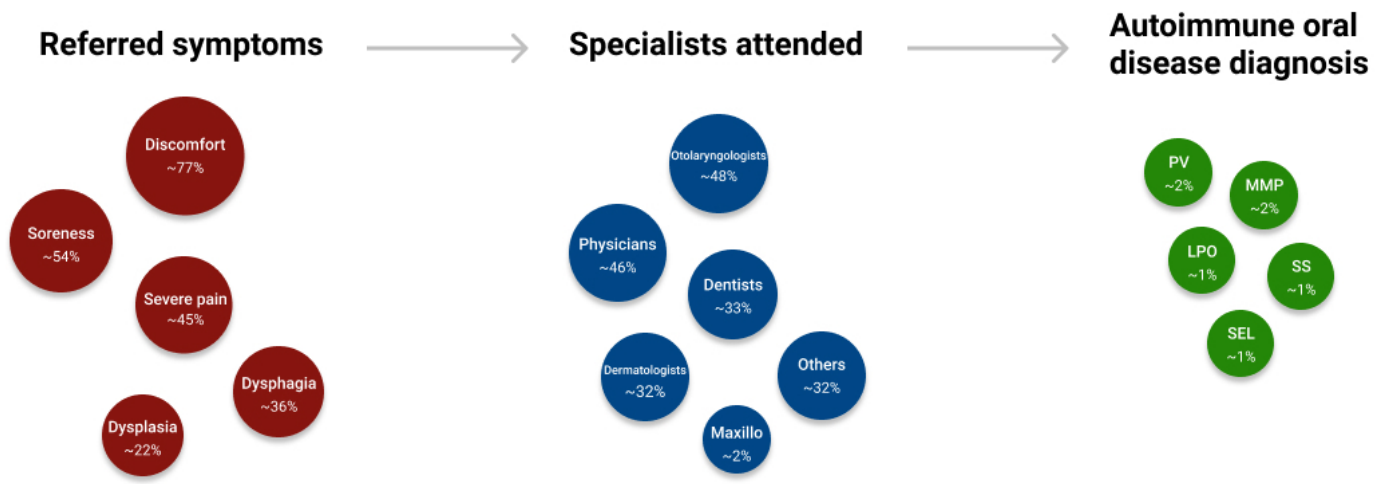 Referred symptoms
Specialists attended
Autoimmune oral
disease diagnosis
Discomfort
~77%
Soreness
~54%
Severe pain
~45%
Dysphagia
~36%
Dysplasia
~22%
Otolaryngologists
~48%
Physicians
~46%
Dentists
~33%
Dermatologists
~32%
Others
~32%
Maxillo
~2%
PV
~2%
MMP
~2%
LPO
~1%
SS
~1%
SEL
~1%